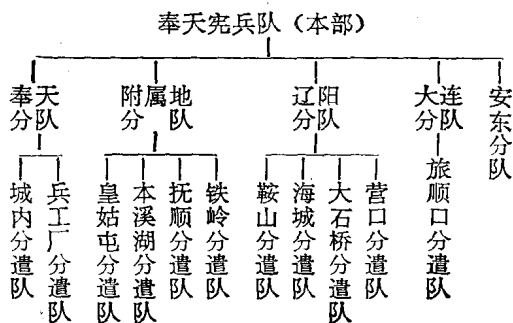 奉天宪兵队（本部）
奉天分队
附属地分队
辽阳分队
大连分队
安东分队
城内分遣队
兵工厂分遣队
皇姑屯分遣队
本溪湖分遣队
抚顺分遣队
铁岭分遣队
鞍山分遣队
海城分遣队
大石桥分遣队
营口分遣队
旅顺口分遣队